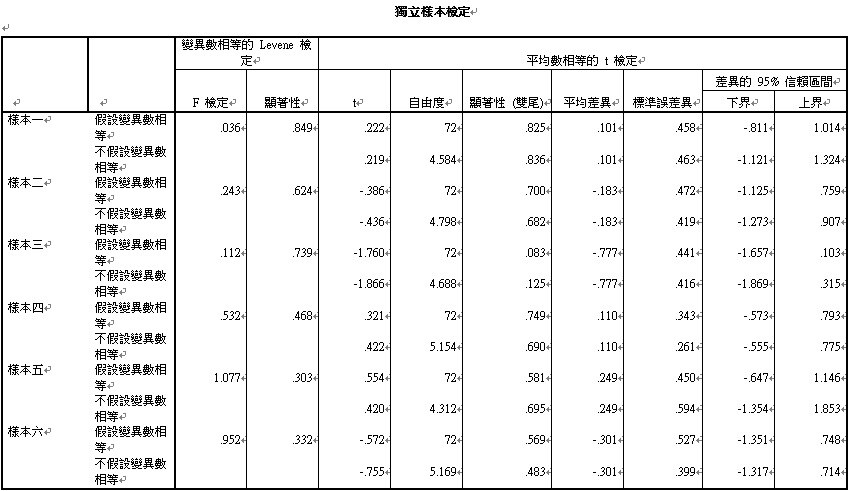 獨立樣本檢定
變異數相等的 Levene 檢定 平均數相等的 t 檢定
差異的 95% 信賴區間
F 檢定 顯著性 t 自由度 顯著性 (雙尾) 平均差異 標準誤差異 下界 上界
樣本一 假設變異數相等 .036 .849 .222 72 .825 .101 .458 -.811 1.014
不假設變異數相等 .219 4.584 .836 .101 .463 -1.121 1.324
樣本二 假設變異數相等 .243 .624 -.386 72 .700 -.183 .472 -1.125 .759
不假設變異數相等 -.436 4.798 .682 -.183 .419 -1.273 .907
樣本三 假設變異數相等 .112 .739 -1.760 72 .083 -.777 .441 -1.657 .103
不假設變異數相等 -1.866 4.688 .125 -.777 .416 -1.869 .315
樣本四 假設變異數相等 .532 .468 .321 72 .749 .110 .343 -.573 .793
不假設變異數相等 .422 5.154 .690 .110 .261 -.555 .775
樣本五 假設變異數相等 1.077 .303 .554 72 .581 .249 .450 -.647 1.146
不假設變異數相等 .420 4.312 .695 .249 .594 -1.354 1.853
樣本六 假設變異數相等 .952 .332 -.572 72 .569 -.301 .527 -1.351 .748
不假設變異數相等 -.755 5.169 .483 -.301 .399 -1.317 .714